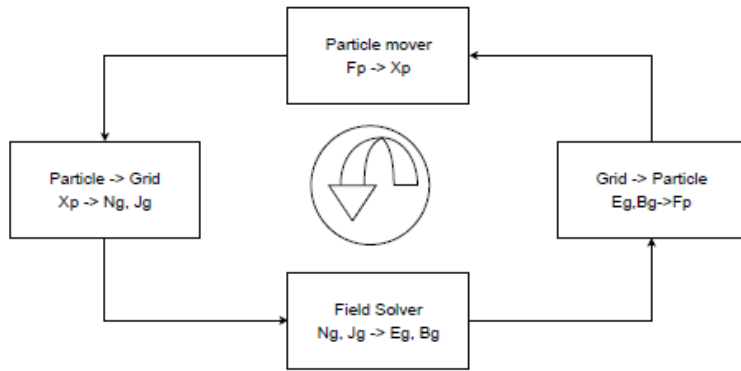 Particle mover
Fp -> Xp
Particle -> Grid
Xp -> Ng, Jg
Grid -> Particle
Eg,Bg->Fp
Field Solver
Ng, Jg -> Eg, Bg